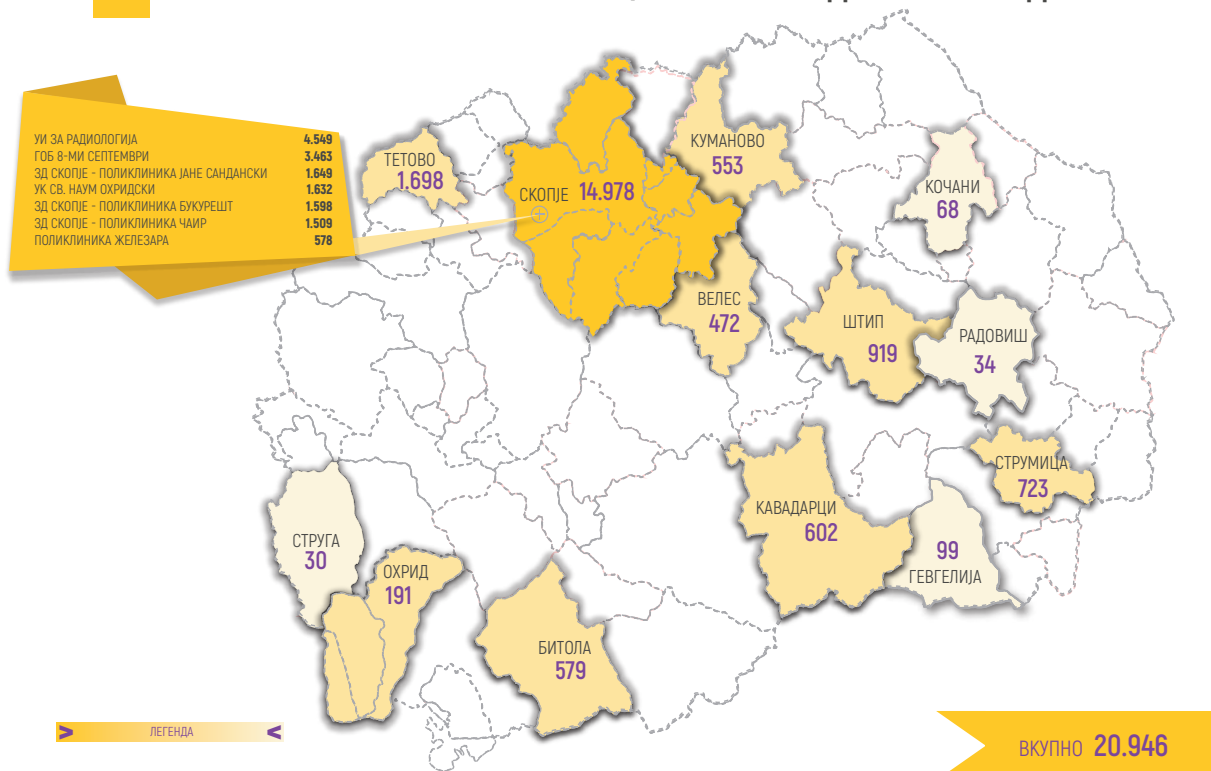 УИ ЗА РАДИОЛОГИЈА 4.549
ГОБ 8-МИ СЕПТЕМВРИ 3.463
ЗД СКОПЈЕ - ПОЛИКЛИНИКА ЈАНЕ САНДАНСКИ 1.649
УК СВ. НАУМ ОХРИДСКИ 1.632
ЗД СКОПЈЕ - ПОЛИКЛИНИКА БУКУРЕШТ 1.598
ЗД СКОПЈЕ - ПОЛИКЛИНИКА ЧАИР 1.509
ПОЛИКЛИНИКА ЖЕЛЕЗАРА 578
ТЕТОВО
1.698
СКОПЈЕ 14.978
КУМАНОВО
553
КОЧАНИ
68
ВЕЛЕС
472
ШТИП
919
РАДОВИШ
34
СТРУМИЦА
723
КАВАДАРЦИ
602
99
ГЕВГЕЛИЈА
СТРУГА
30
ОХРИД
191
БИТОЛА
579
> ЛЕГЕНДА <
ВКУПНО 20.946